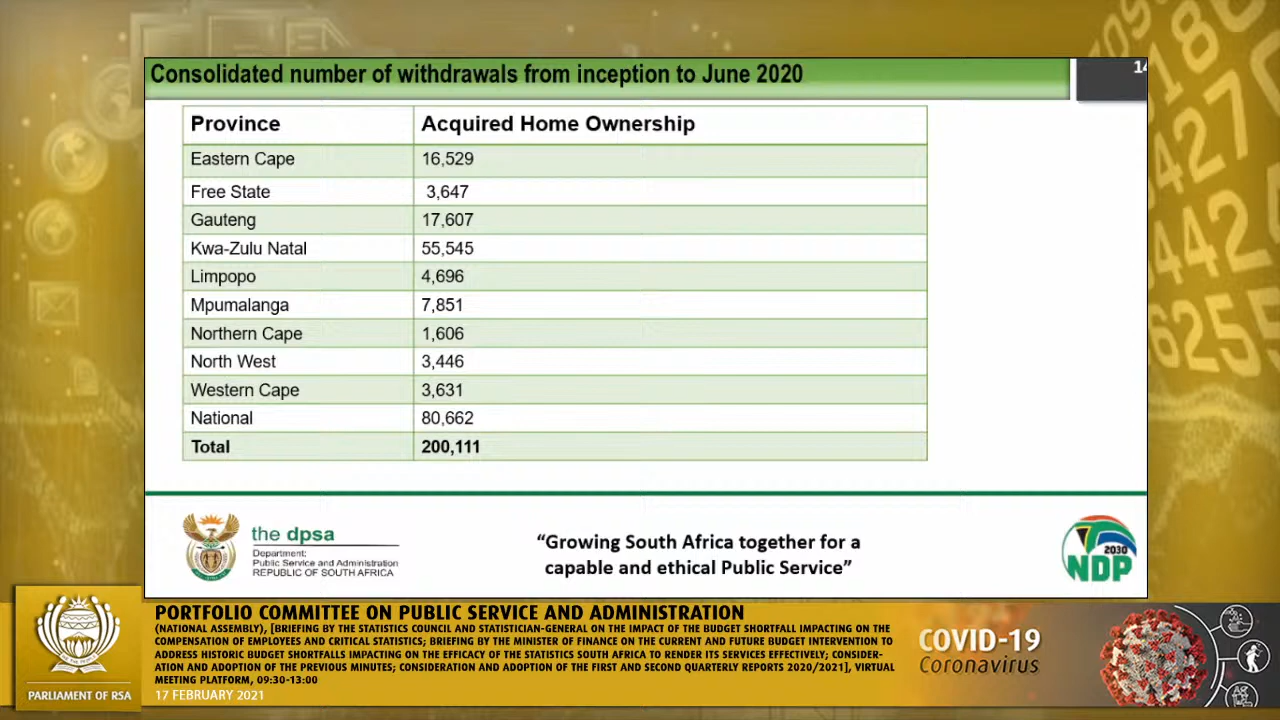 Consolidated number of withdrawals from inception to June 2020
14
Province Acquired Home Ownership
Eastern Cape 16,529
Free State 3,647
Gauteng 17,607
Kwa-Zulu Natal 55,545
Limpopo 4,696
Mpumalanga 7,851
Northern Cape 1,606
North West 3,446
Western Cape 3,631
National 80,662
Total 200,111
the dpsa
Department:
Public Service and Administration
REPUBLIC OF SOUTH AFRICA
“Growing South Africa together for a
capable and ethical Public Service”
2030
NDP
PARLIAMENT OF RSA
PORTFOLIO COMMITTEE ON PUBLIC SERVICE AND ADMINISTRATION
(NATIONAL ASSEMBLY), [BRIEFING BY THE STATISTICS COUNCIL AND STATISTICIAN-GENERAL ON THE IMPACT OF THE BUDGET SHORTFALL IMPACTING ON THE
COMPENSATION OF EMPLOYEES AND CRITICAL STATISTICS; BRIEFING BY THE MINISTER OF FINANCE ON THE CURRENT AND FUTURE BUDGET INTERVENTION TO
ADDRESS HISTORIC BUDGET SHORTFALLS IMPACTING ON THE EFFICACY OF THE STATISTICS SOUTH AFRICA TO RENDER ITS SERVICES EFFECTIVELY; CONSIDER-
ATION AND ADOPTION OF THE PREVIOUS MINUTES; CONSIDERATION AND ADOPTION OF THE FIRST AND SECOND QUARTERLY REPORTS 2020/2021], VIRTUAL
MEETING PLATFORM, 09:30-13:00
17 FEBRUARY 2021
COVID-19
Coronavirus